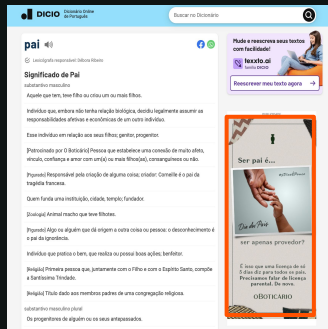 DICIO
Dicionário Online
de Português
Buscar no Dicionário
pai
Lexicógrafa responsável: Débora Ribeiro
Significado de Pai
substantivo masculino
Aquele que tem, teve filho ou criou um ou mais filhos.
Indivíduo que, embora não tenha relação biológica, decidiu legalmente assumir as
responsabilidades afetivas e econômicas de um outro indivíduo.
Esse indivíduo em relação aos seus filhos; genitor, progenitor.
[Patrocinado por O Boticário] Pessoa que estabelece uma conexão de muito afeto,
vínculo, confiança e amor com um(a) ou mais filhos(as), consanguíneos ou não.
[Figurado] Responsável pela criação de alguma coisa; criador: Corneille é o pai da
tragédia francesa.
Quem funda uma instituição, cidade, templo; fundador.
[Zoologia] Animal macho que teve filhotes.
[Figurado] Algo ou alguém que dá origem a outra coisa ou pessoa: o desconhecimento é
o pai da ignorância.
Indivíduo que pratica o bem, que realiza ou possui boas ações; benfeitor.
[Religião] Primeira pessoa que, juntamente com o Filho e com o Espírito Santo, compõe
a Santíssima Trindade.
[Religião] Título dado aos membros padres de uma congregação religiosa.
substantivo masculino plural
Os progenitores de alguém ou os seus antepassados.
Mude e reescreva seus textos
com facilidade!
texxto.ai
família DICIO
Reescrever meu texto agora
Ser pai é...
Dia dos Pais
ser apenas provedor?
É isso que uma licença de só
5 dias diz para todos os pais.
Precisamos falar de licença
parental. De novo.
OBOTICÁRIO